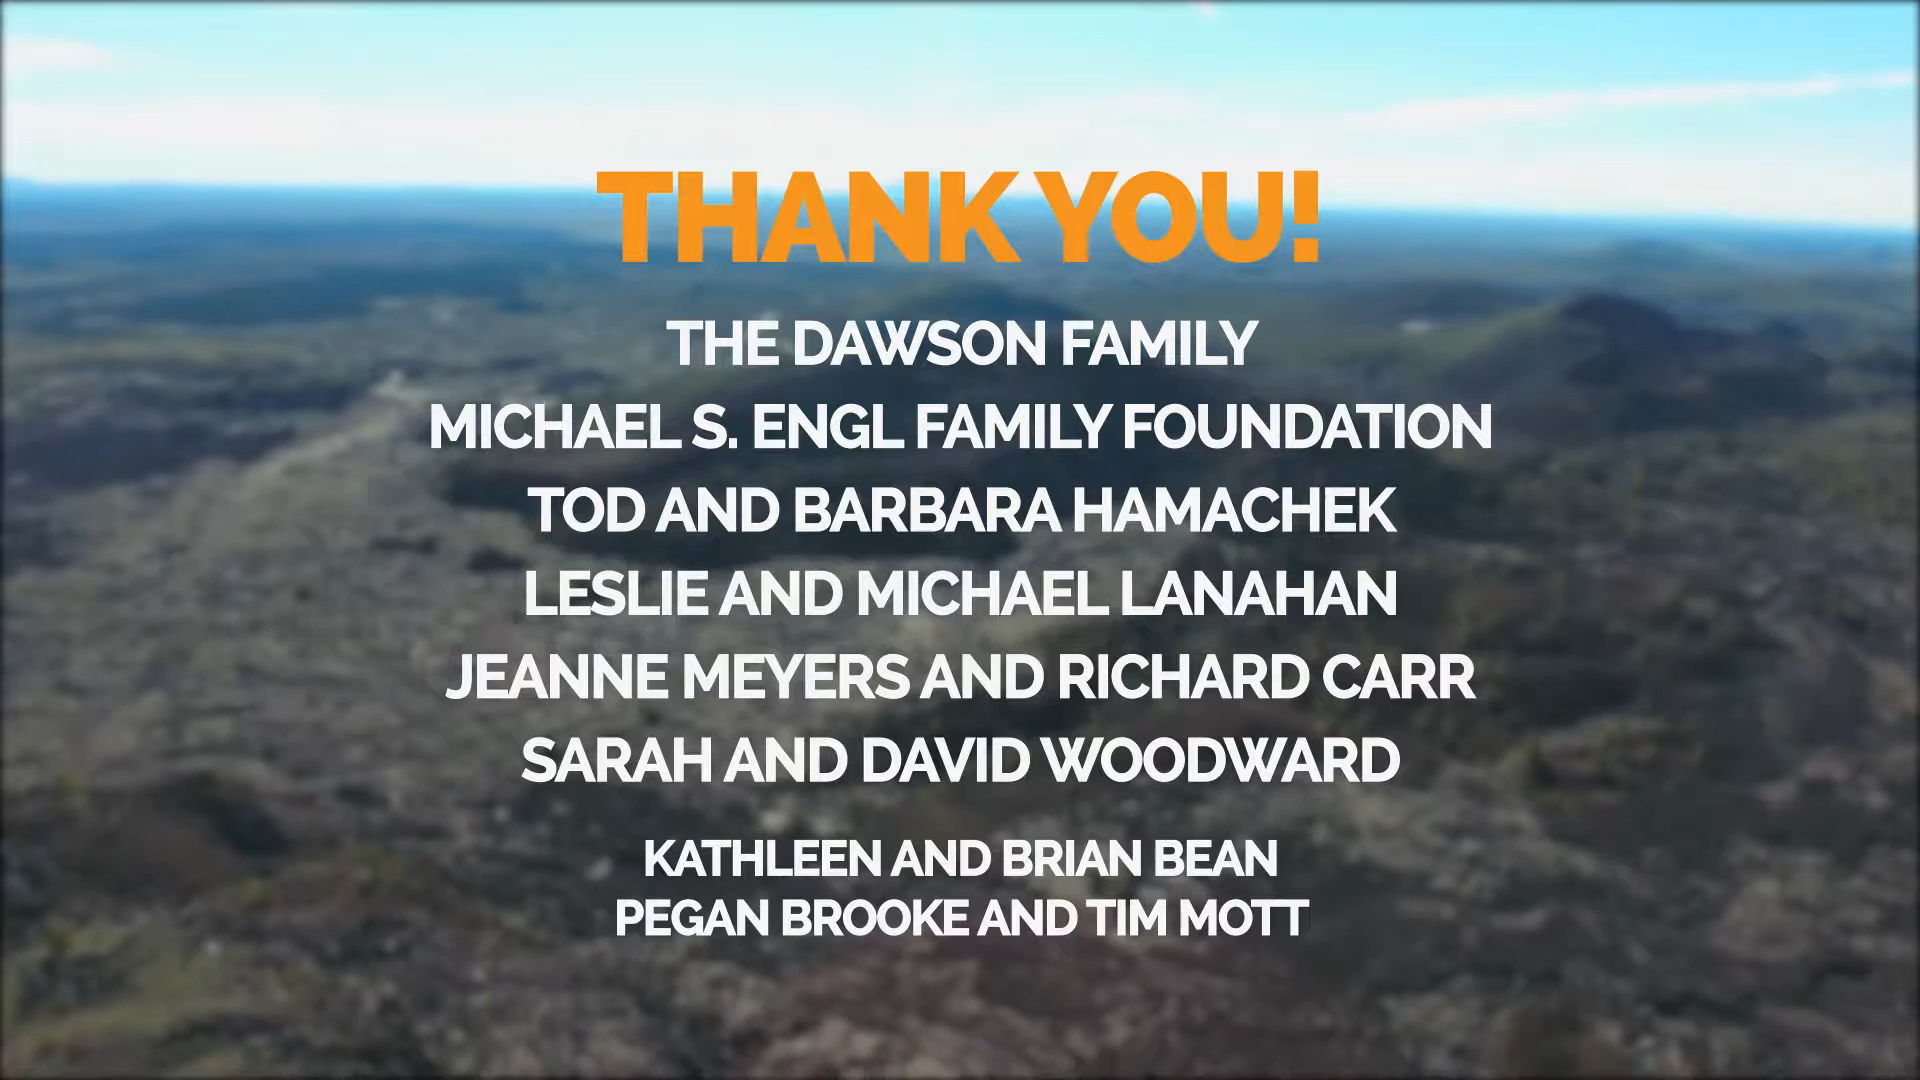 THANK YOU!
THE DAWSON FAMILY
MICHAEL S. ENGL FAMILY FOUNDATION
TOD AND BARBARA HAMACHEK
LESLIE AND MICHAEL LANAHAN
JEANNE MEYERS AND RICHARD CARR
SARAH AND DAVID WOODWARD
KATHLEEN AND BRIAN BEAN
PEGAN BROOKE AND TIM MOTT